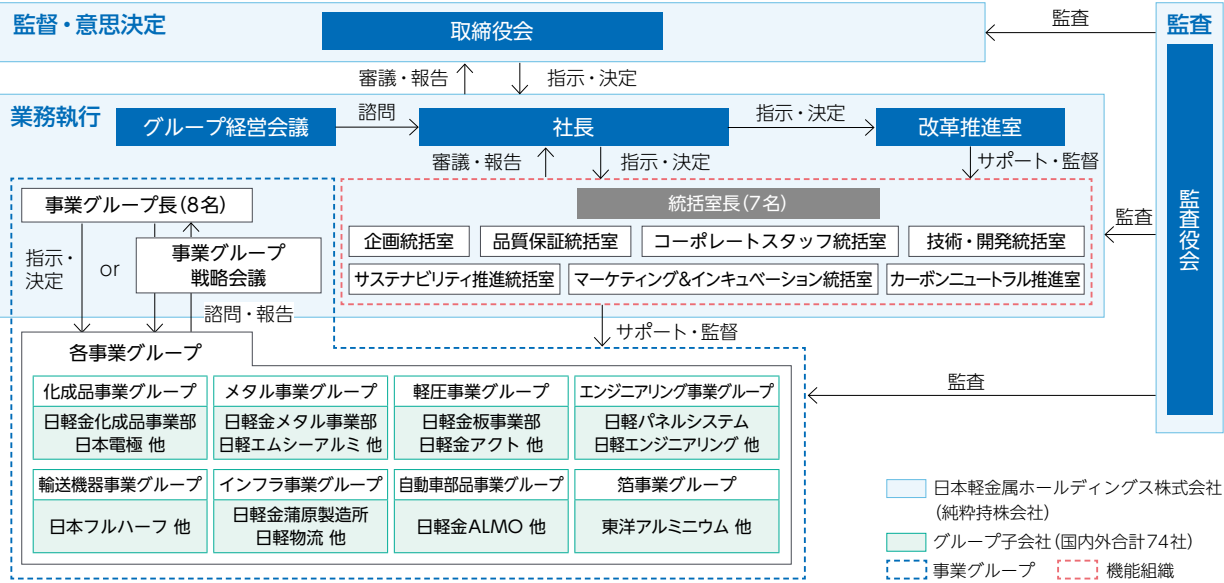 監督・意思決定
取締役会
監査
監査
審議・報告
指示・決定
業務執行
グループ経営会議
諮問
社長
指示・決定
改革推進室
審議・報告
指示・決定
サポート・監督
監査役会
事業グループ長(8名)
統括室長(7名)
監査
企画統括室
品質保証統括室
コーポレートスタッフ統括室
技術・開発統括室
指示・
決定
or
事業グループ
戦略会議
サステナビリティ推進統括室
マーケティング&インキュベーション統括室
カーボンニュートラル推進室
諮問・報告
サポート・監督
各事業グループ
監査
化成品事業グループ
日軽金化成品事業部
日本電極 他
メタル事業グループ
日軽金メタル事業部
日軽エムシーアルミ 他
軽圧事業グループ
日軽金板事業部
日軽金アクト 他
エンジニアリング事業グループ
日軽パネルシステム
日軽エンジニアリング 他
輸送機器事業グループ
日本フルハーフ 他
インフラ事業グループ
日軽金蒲原製造所
日軽物流 他
自動車部品事業グループ
日軽金ALMO 他
箔事業グループ
東洋アルミニウム 他
日本軽金属ホールディングス株式会社
(純粋持株会社)
グループ子会社(国内外合計74社)
事業グループ
機能組織